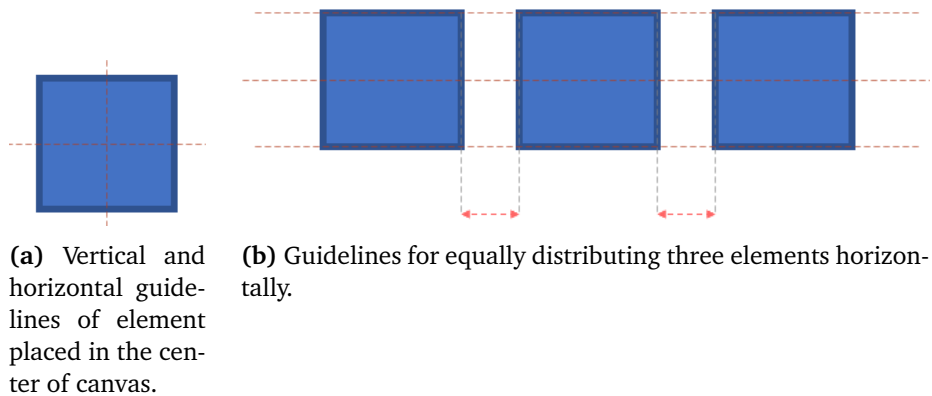 (a) Vertical and
horizontal guide-
lines of element
placed in the cen-
ter of canvas.
(b) Guidelines for equally distributing three elements horizon-
tally.